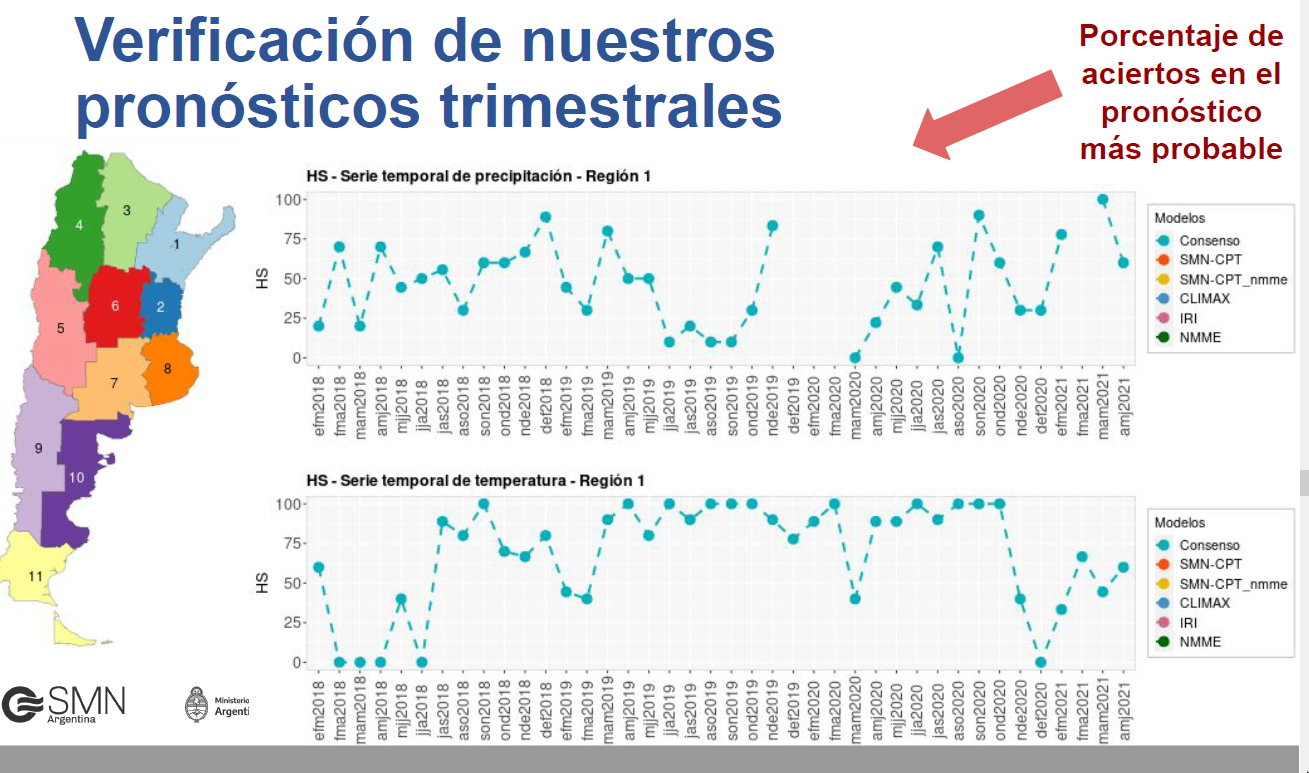 Verificación de nuestros
pronósticos trimestrales
Porcentaje de
aciertos en el
pronóstico
más probable
4
3
1
6
2
5
7
8
9
10
11
HS - Serie temporal de precipitación - Región 1
HS
100
75
50
25
0
efm2018
fma2018
mam2018
amj2018
mjj2018
jja2018
jas2018
aso2018
son2018
ond2018
nde2018
def2018
efm2019
fma2019
mam2019
amj2019
mjj2019
jja2019
jas2019
aso2019
son2019
ond2019
nde2019
def2019
efm2020
fma2020
mam2020
amj2020
mjj2020
jja2020
jas2020
aso2020
son2020
ond2020
nde2020
def2020
efm2021
fma2021
mam2021
amj2021
Modelos
Consenso
SMN-CPT
SMN-CPT_nmme
CLIMAX
IRI
NMME
HS - Serie temporal de temperatura - Región 1
HS
100
75
50
25
0
efm2018
fma2018
mam2018
amj2018
mjj2018
jja2018
jas2018
aso2018
son2018
ond2018
nde2018
def2018
efm2019
fma2019
mam2019
amj2019
mjj2019
jja2019
jas2019
aso2019
son2019
ond2019
nde2019
def2019
efm2020
fma2020
mam2020
amj2020
mjj2020
jja2020
jas2020
aso2020
son2020
ond2020
nde2020
def2020
efm2021
fma2021
mam2021
amj2021
Modelos
Consenso
SMN-CPT
SMN-CPT_nmme
CLIMAX
IRI
NMME
SMN
Argentina
Ministerio
Argenti